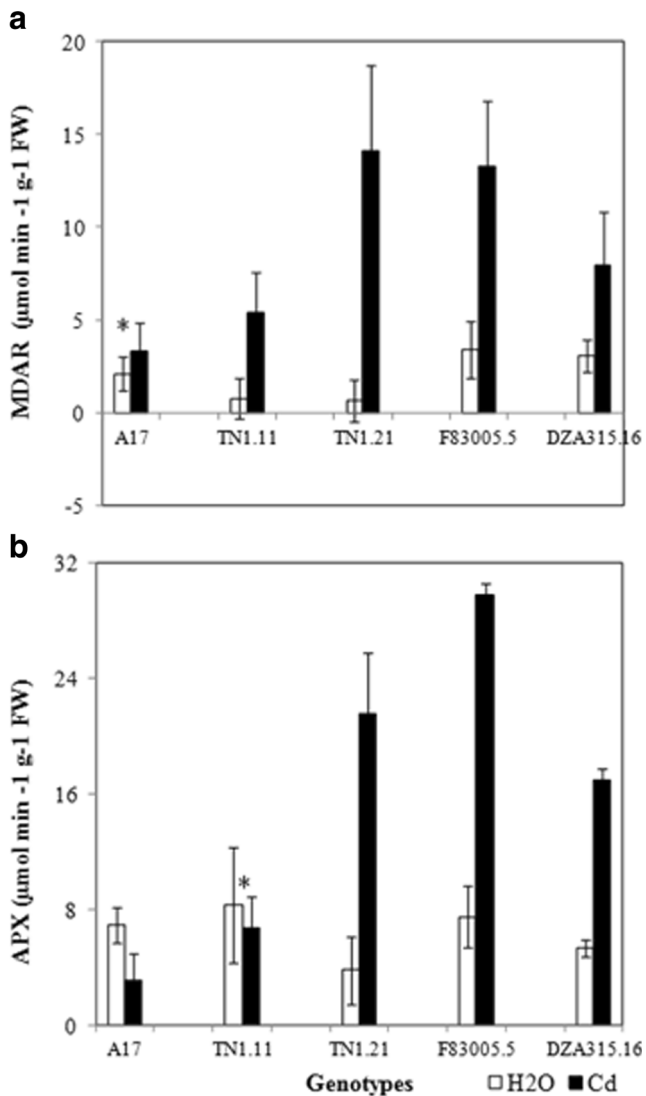 a
MDAR (µmol min -1 g-1 FW)
20
15
10
5
0
-5
*
A17 TN1.11 TN1.21 F83005.5 DZA315.16
b
APX (µmol min -1 g-1 FW)
32
24
16
8
0
*
A17 TN1.11 TN1.21 F83005.5 DZA315.16
Genotypes H2O Cd